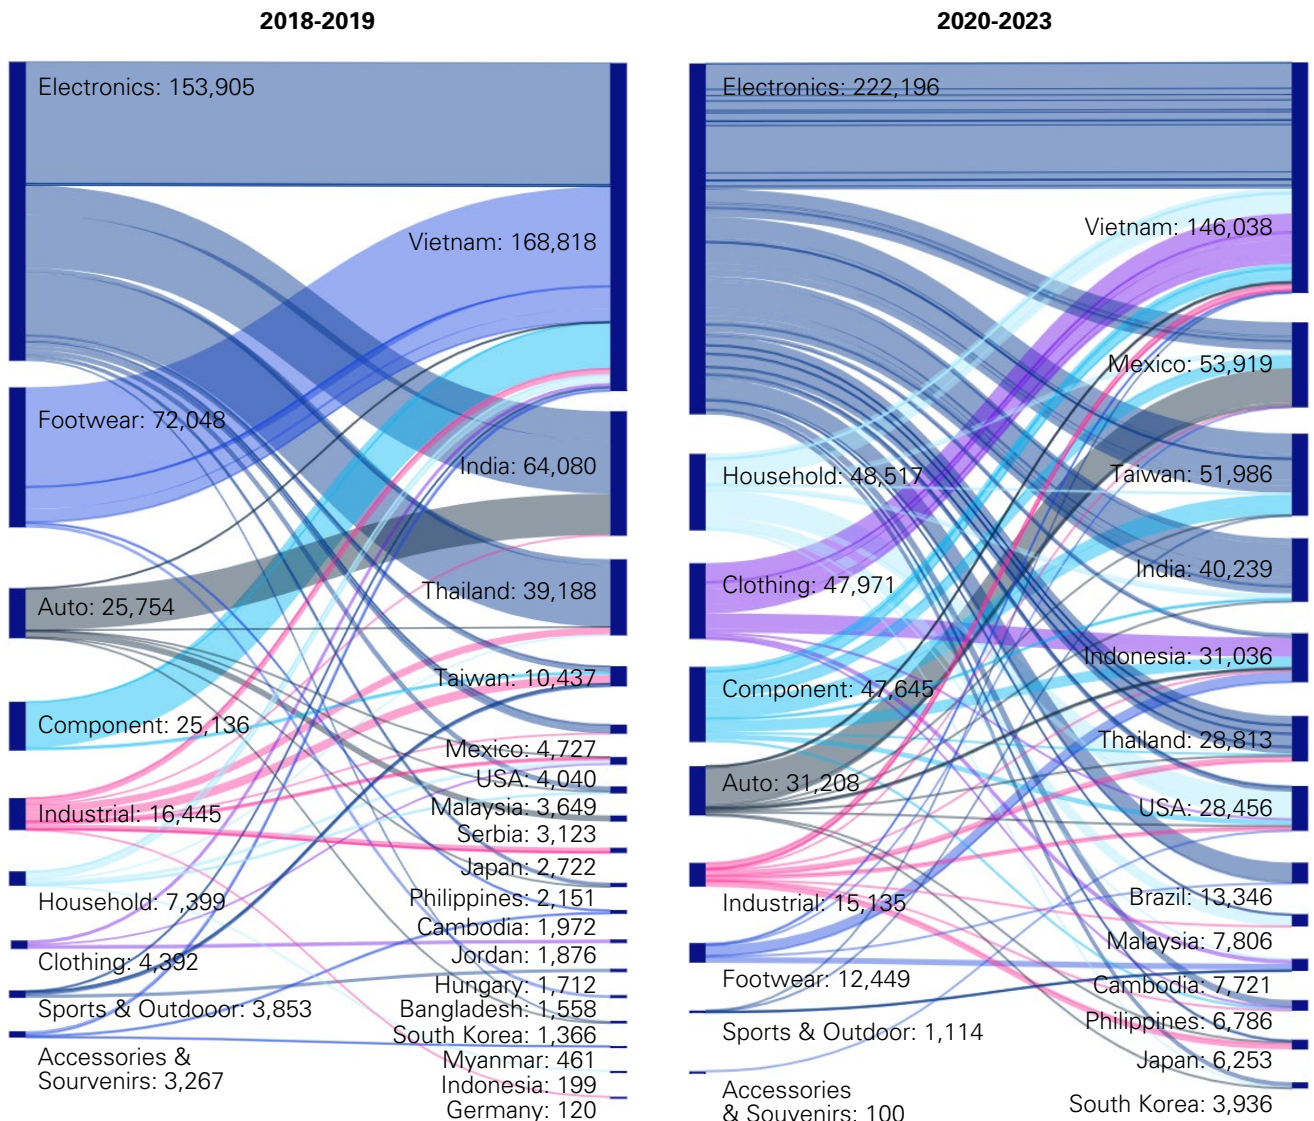 2018-2019
Electronics: 153,905
Vietnam: 168,818
Footwear: 72,048
India: 64,080
Thailand: 39,188
Auto: 25,754
Taiwan: 10,437
Component: 25,136
Mexico: 4,727
USA: 4,040
Malaysia: 3,649
Industrial: 16,445
Serbia: 3,123
Japan: 2,722
Philippines: 2,151
Household: 7,399
Cambodia: 1,972
Jordan: 1,876
Clothing: 4,392
Hungary: 1,712
Bangladesh: 1,558
Sports & Outdooor: 3,853
South Korea: 1,366
Accessories &
Sourvenirs: 3,267
Myanmar: 461
Indonesia: 199
Germany: 120
2020-2023
Electronics: 222,196
Vietnam: 146,038
Mexico: 53,919
Household: 48,517
Taiwan: 51,986
India: 40,239
Clothing: 47,971
Indonesia: 31,036
Component: 47,645
Thailand: 28,813
Auto: 31,208
USA: 28,456
Brazil: 13,346
Industrial: 15,135
Malaysia: 7,806
Footwear: 12,449
Cambodia: 7,721
Philippines: 6,786
Sports & Outdoor: 1,114
Japan: 6,253
Accessories
& Souvenirs: 100
South Korea: 3,936